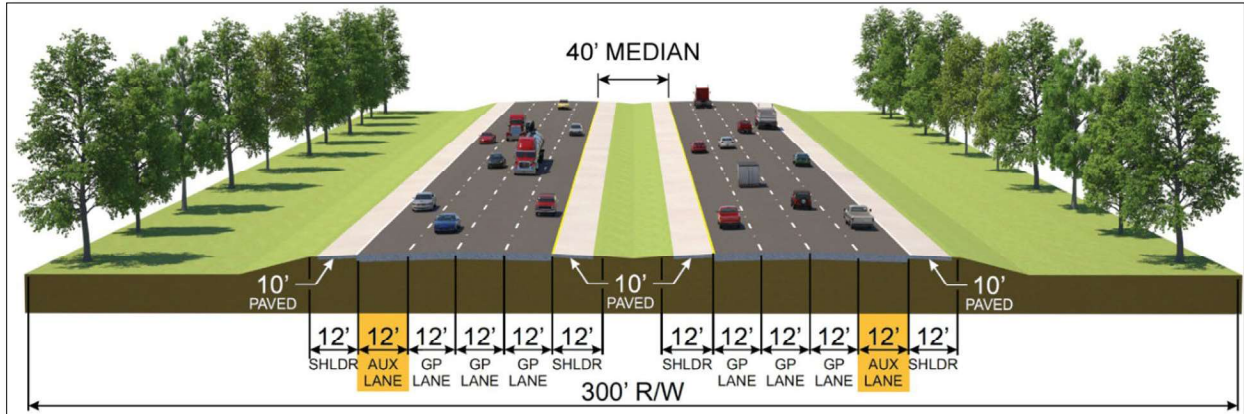 40' MEDIAN
10'
PAVED
10'
PAVED
10'
PAVED
12' 12' 12' 12' 12' 12' 12' 12' 12' 12' 12' 12'
SHLDR AUX LANE GP LANE GP LANE GP LANE SHLDR SHLDR GP LANE GP LANE GP LANE AUX LANE SHLDR
300' R/W